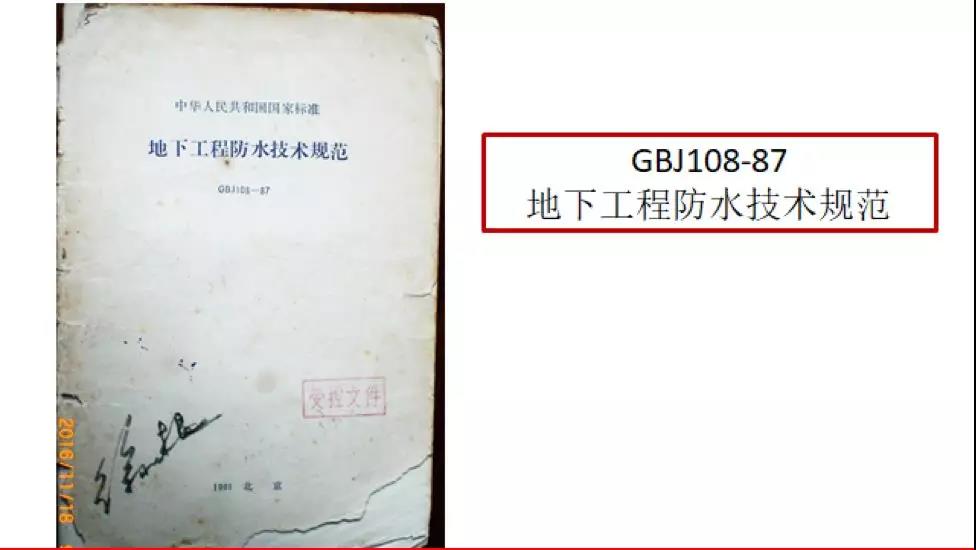 中华人民共和国国家标准
地下工程防水技术规范
GBJ108—87
受控文件
北 京
2016/11/18
GBJ108-87
地下工程防水技术规范